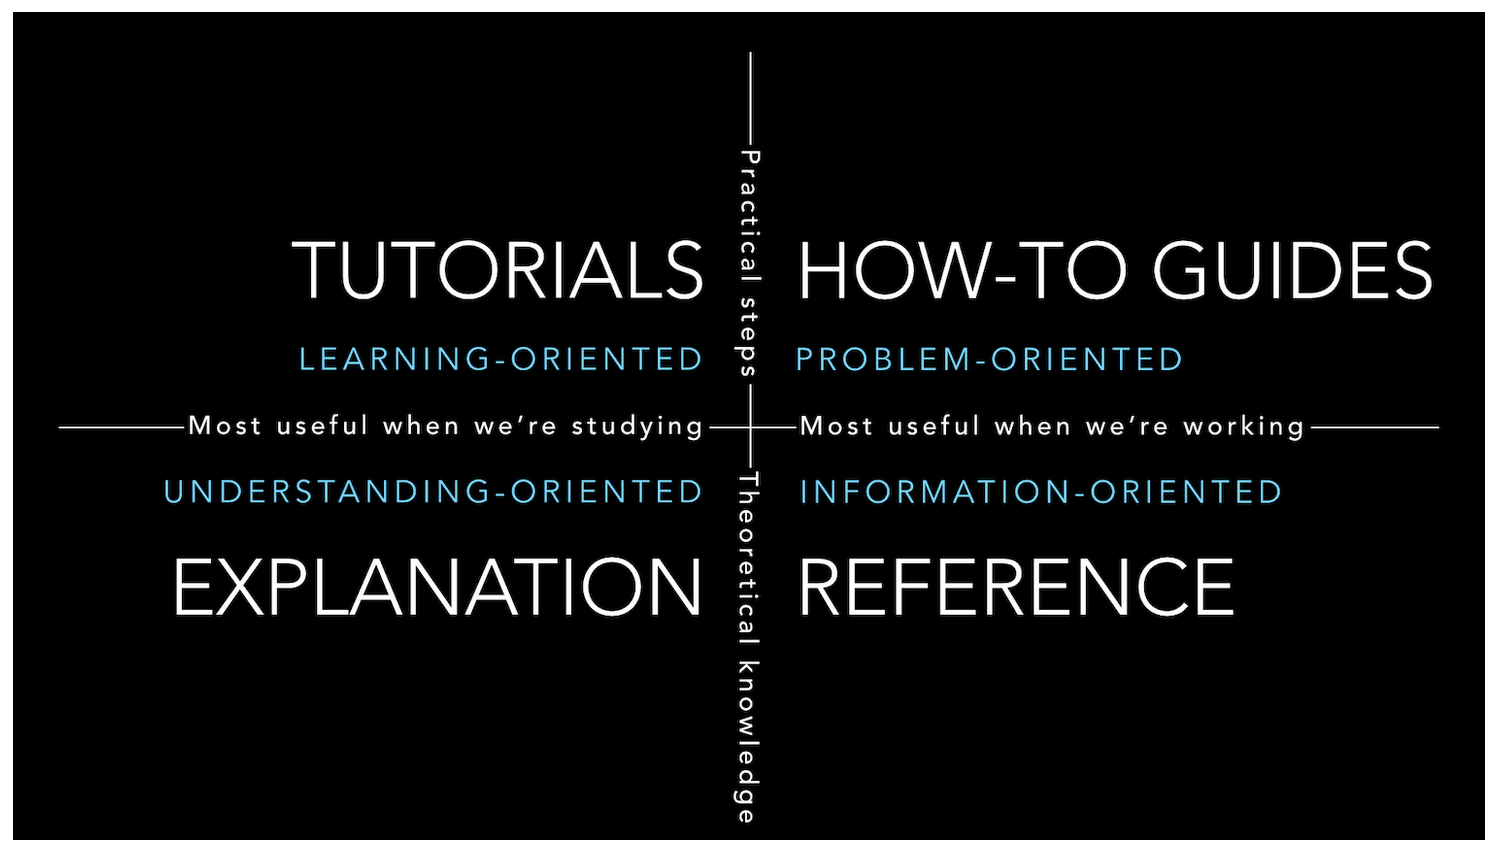 Practical steps
TUTORIALS
HOW-TO GUIDES
LEARNING-ORIENTED
PROBLEM-ORIENTED
Most useful when we’re studying
Most useful when we’re working
UNDERSTANDING-ORIENTED
INFORMATION-ORIENTED
EXPLANATION
REFERENCE
Theoretical knowledge